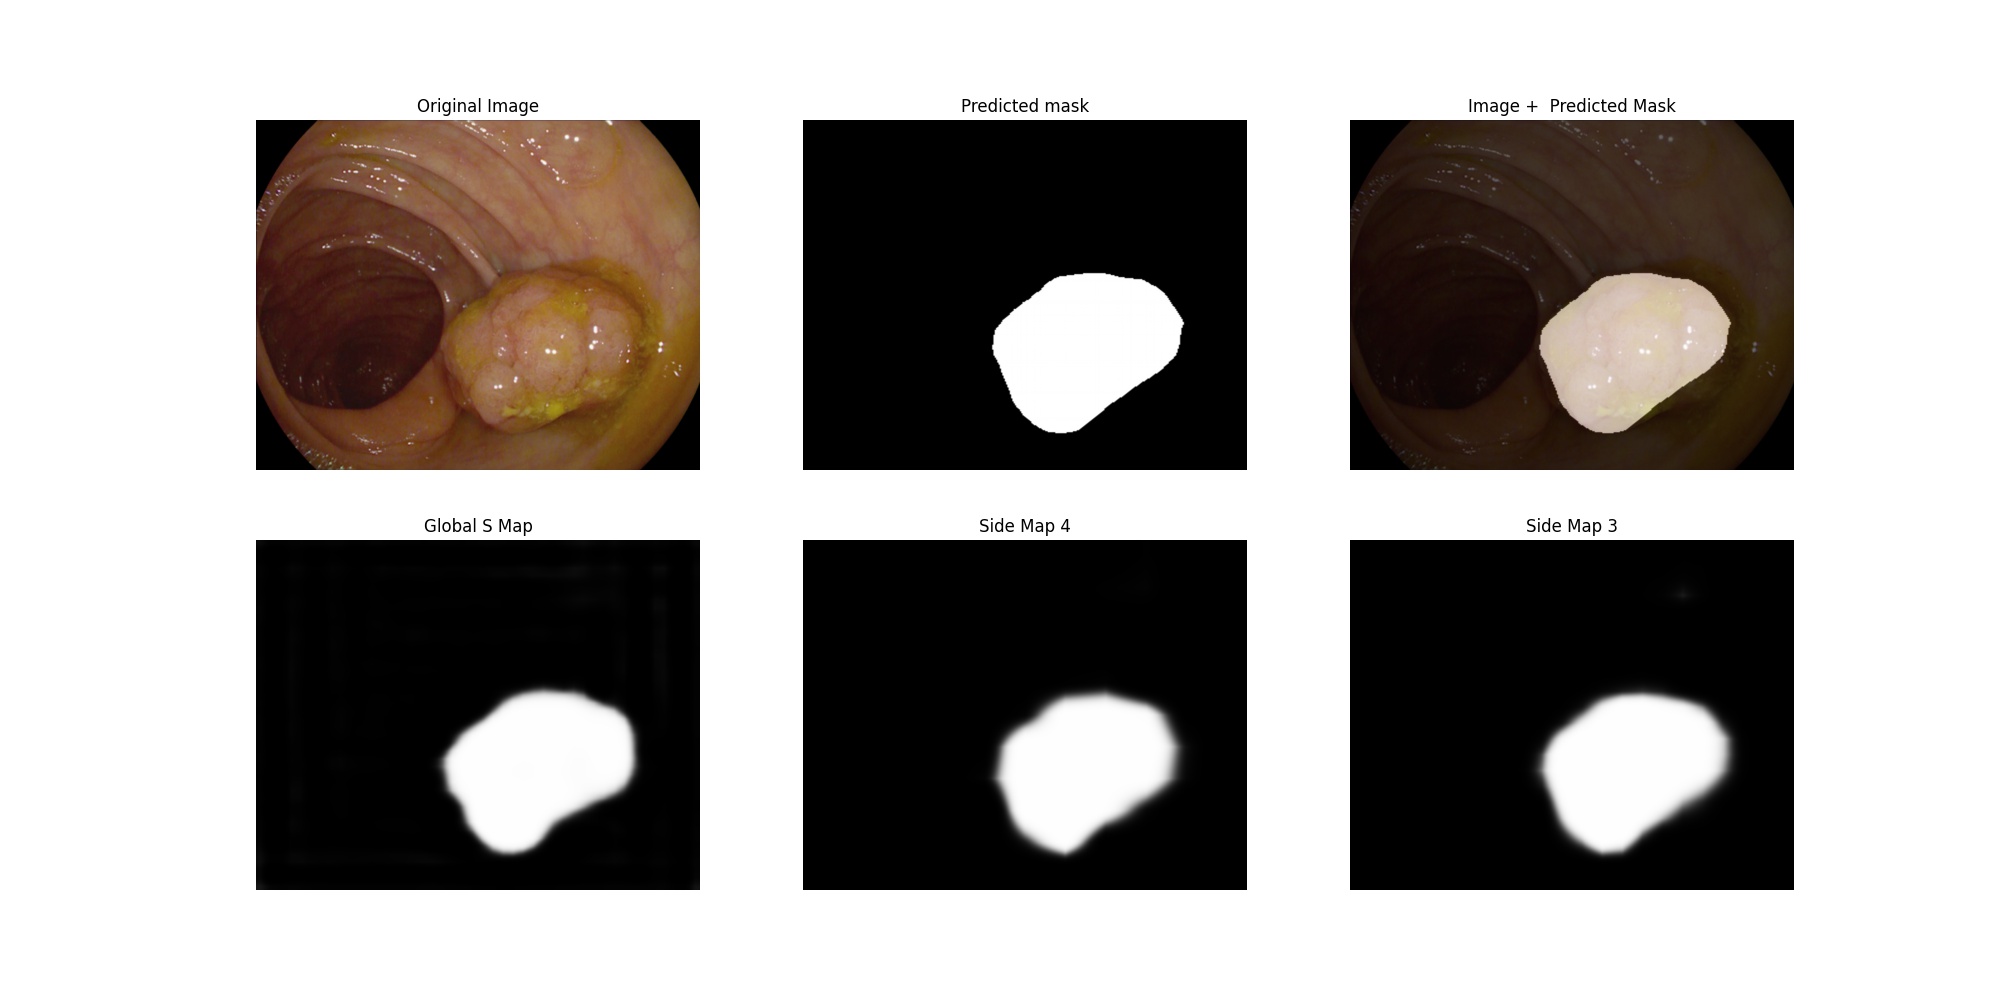 Original Image
Predicted mask
Image +  Predicted Mask
Global S Map
Side Map 4
Side Map 3